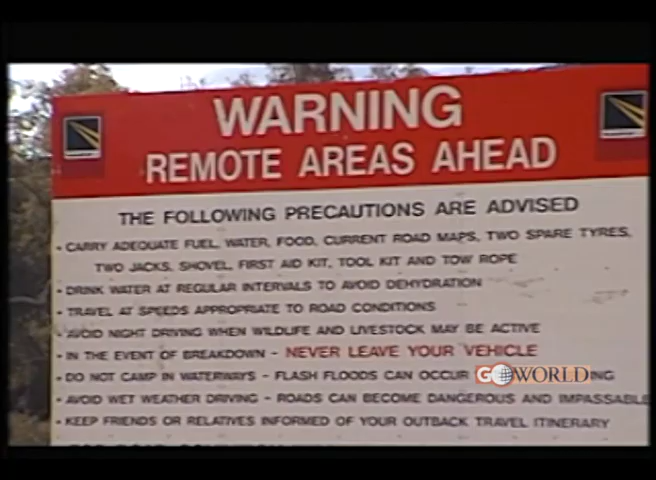 WARNING
REMOTE AREAS AHEAD
THE FOLLOWING PRECAUTIONS ARE ADVISED
• CARRY ADEQUATE FUEL, WATER, FOOD, CURRENT ROAD MAPS, TWO SPARE TYRES,
TWO JACKS, SHOVEL, FIRST AID KIT, TOOL KIT AND TOW ROPE
• DRINK WATER AT REGULAR INTERVALS TO AVOID DEHYDRATION
• TRAVEL AT SPEEDS APPROPRIATE TO ROAD CONDITIONS
• AVOID NIGHT DRIVING WHEN WILDLIFE AND LIVESTOCK MAY BE ACTIVE
• IN THE EVENT OF BREAKDOWN - NEVER LEAVE YOUR VEHICLE
• DO NOT CAMP IN WATERWAYS - FLASH FLOODS CAN OCCUR
GOWORLD
• AVOID WET WEATHER DRIVING - ROADS CAN BECOME DANGEROUS AND IMPASSABLE
• KEEP FRIENDS OR RELATIVES INFORMED OF YOUR OUTBACK TRAVEL ITINERARY